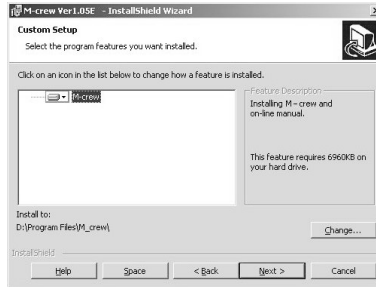 M-crew Ver1.05E - InstallShield Wizard
Custom Setup
Select the program features you want installed.
Click on an icon in the list below to change how a feature is installed.
M-crew
Feature Description
Installing M-crew and
on-line manual.
This feature requires 6960KB on
your hard drive.
Install to:
D:\Program Files\M_crew\
Change...
InstallShield
Help
Space
< Back
Next >
Cancel